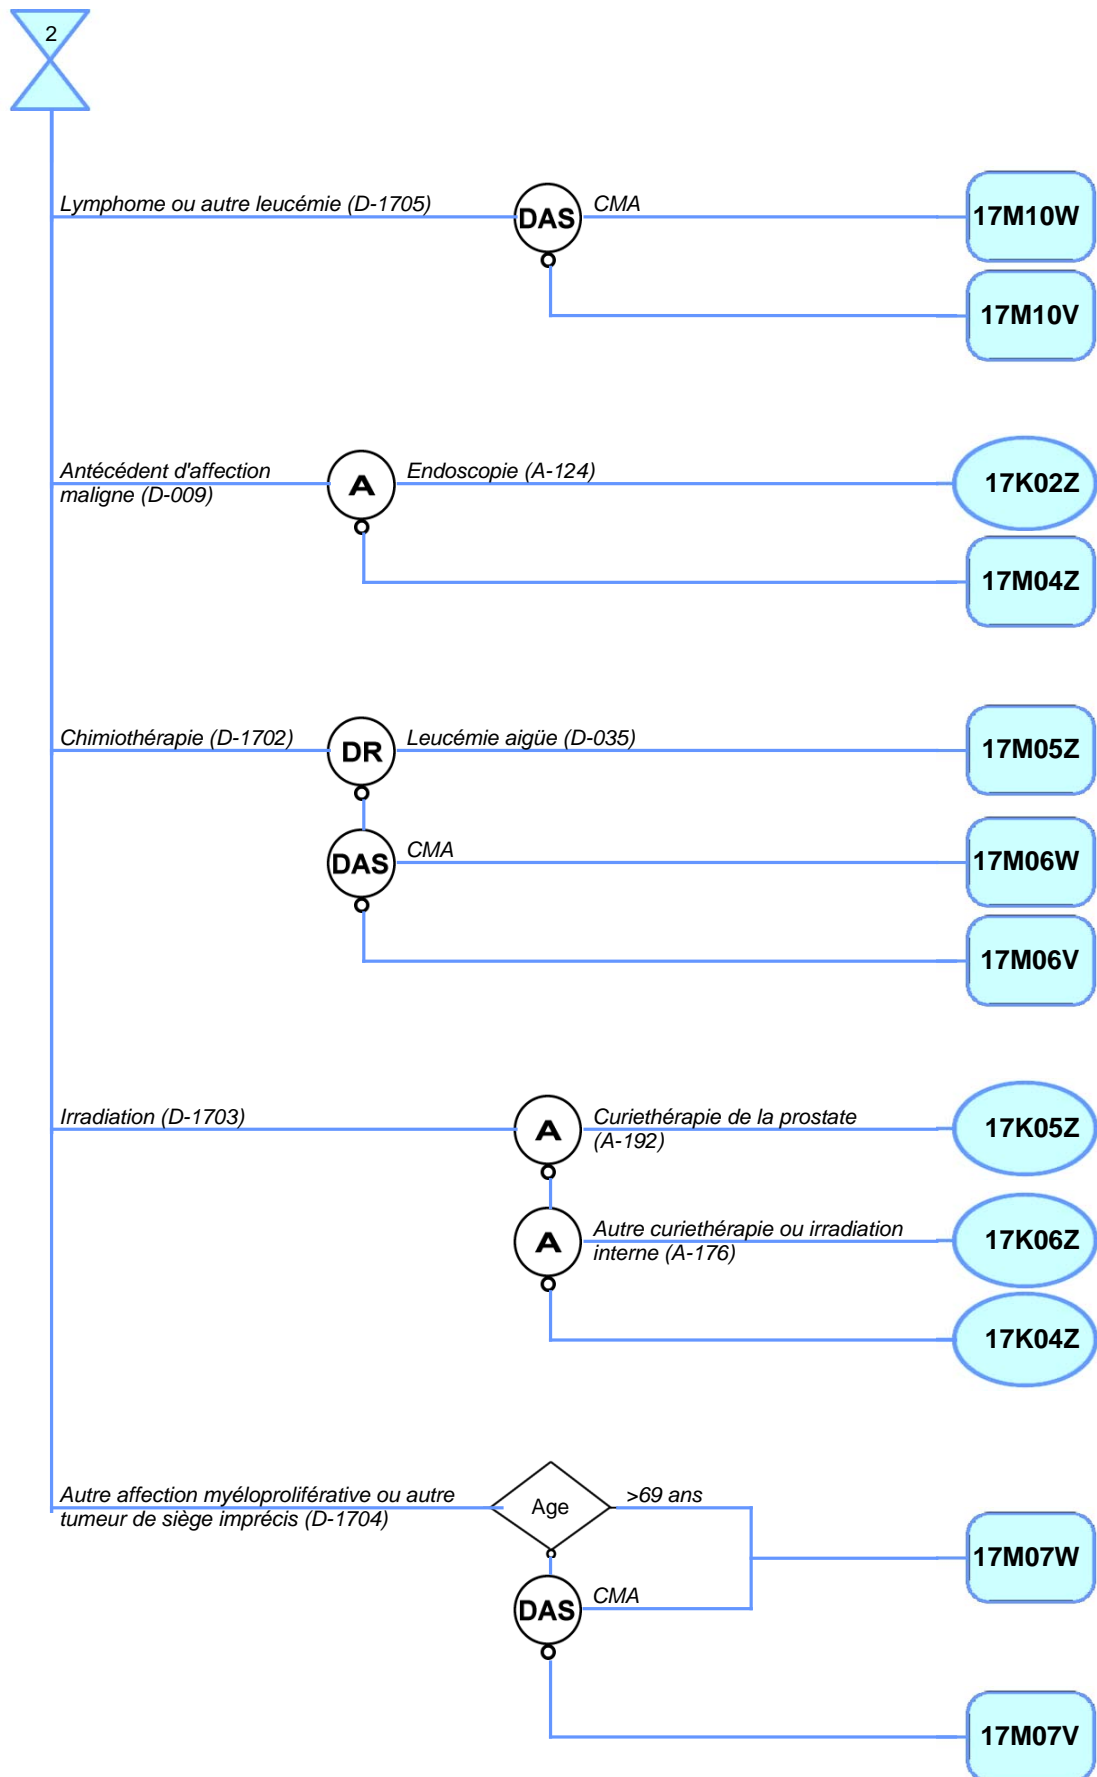 2
Lymphome ou autre leucémie (D-1705)
DAS
CMA
17M10W
17M10V
Antécédent d'affection
maligne (D-009)
A
Endoscopie (A-124)
17K02Z
17M04Z
Chimiothérapie (D-1702)
DR
Leucémie aigüe (D-035)
17M05Z
DAS
CMA
17M06W
17M06V
Irradiation (D-1703)
A
Curiethérapie de la prostate
(A-192)
17K05Z
A
Autre curiethérapie ou irradiation
interne (A-176)
17K06Z
17K04Z
Autre affection myéloproliférative ou autre
tumeur de siège imprécis (D-1704)
Age
>69 ans
17M07W
DAS
CMA
17M07V